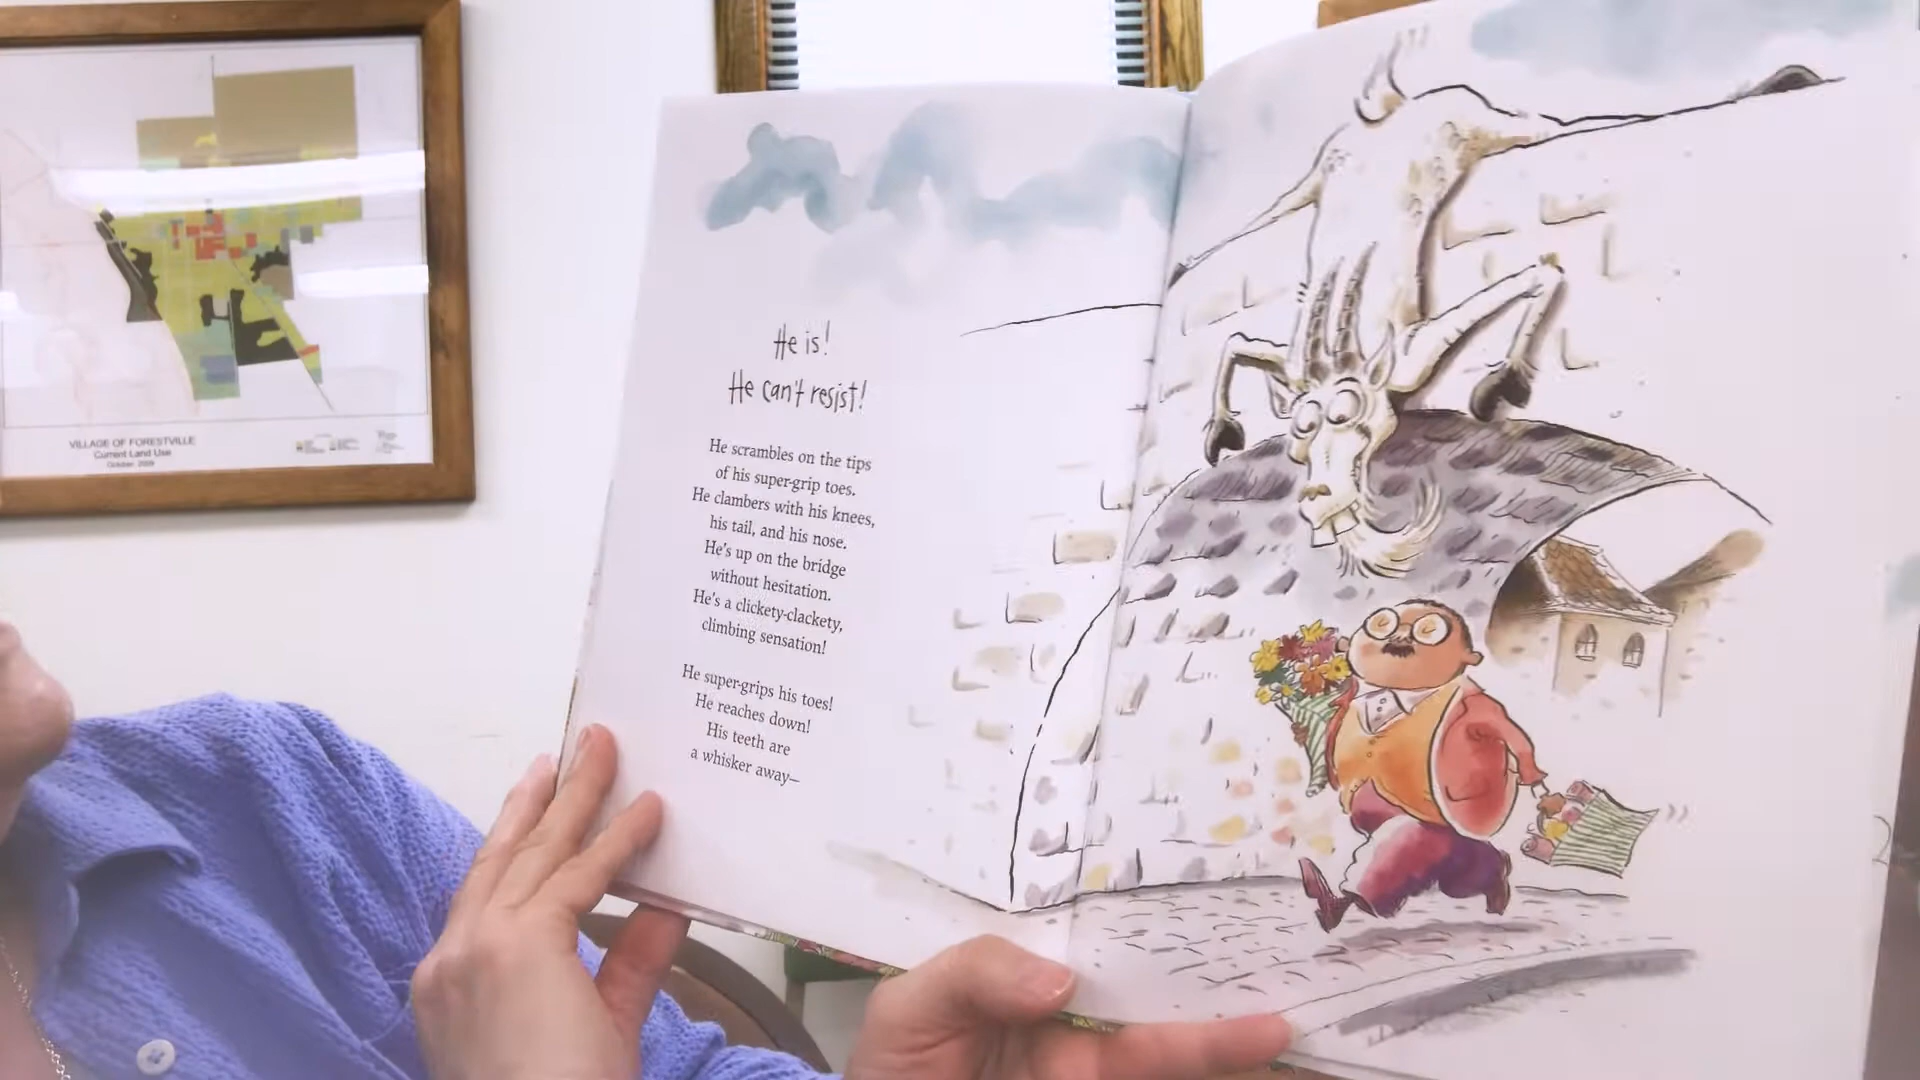 VILLAGE OF FORESTVILLE
Current Land Use
October, 2009
He is!
He can't resist!
He scrambles on the tips
of his super-grip toes.
He clambers with his knees,
his tail, and his nose.
He's up on the bridge
without hesitation.
He's a clickety-clackety,
climbing sensation!
He super-grips his toes!
He reaches down!
His teeth are
a whisker away—